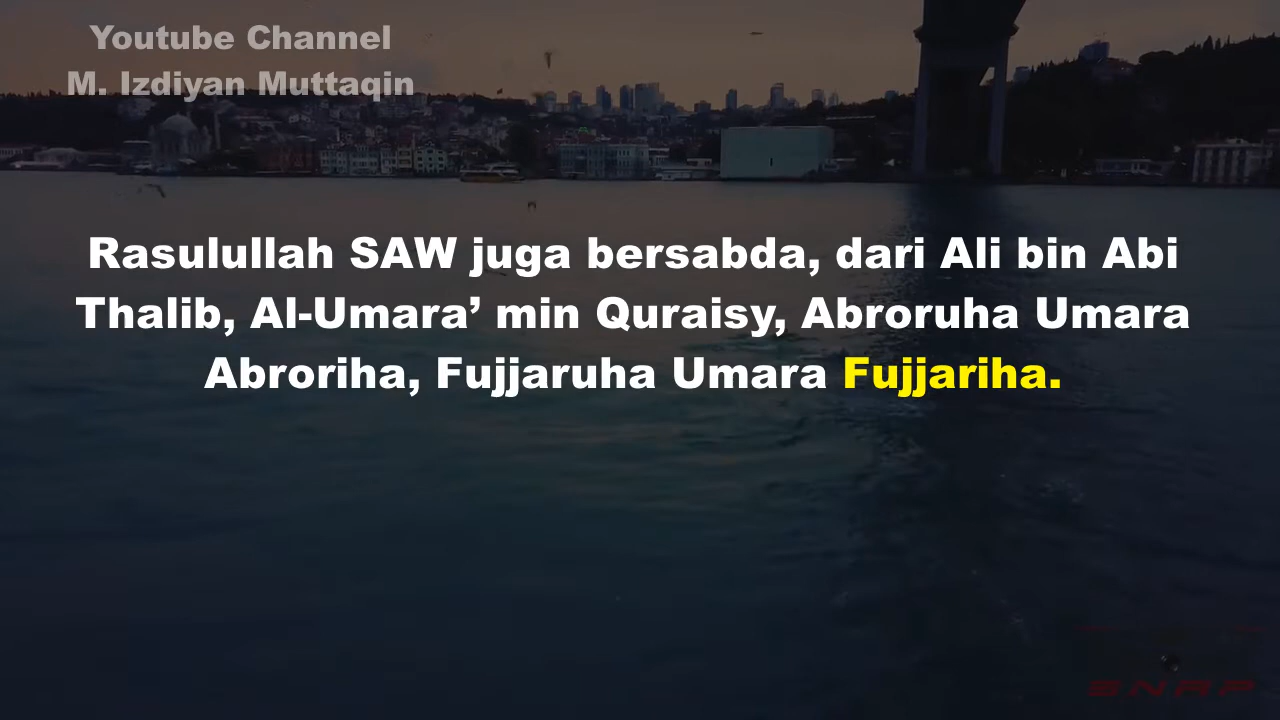 Youtube Channel
M. Izdiyan Muttaqin
Rasulullah SAW juga bersabda, dari Ali bin Abi
Thalib, Al-Umara’ min Quraisy, Abroruha Umara
Abroriha, Fujjaruha Umara Fujjariha.
SNAP